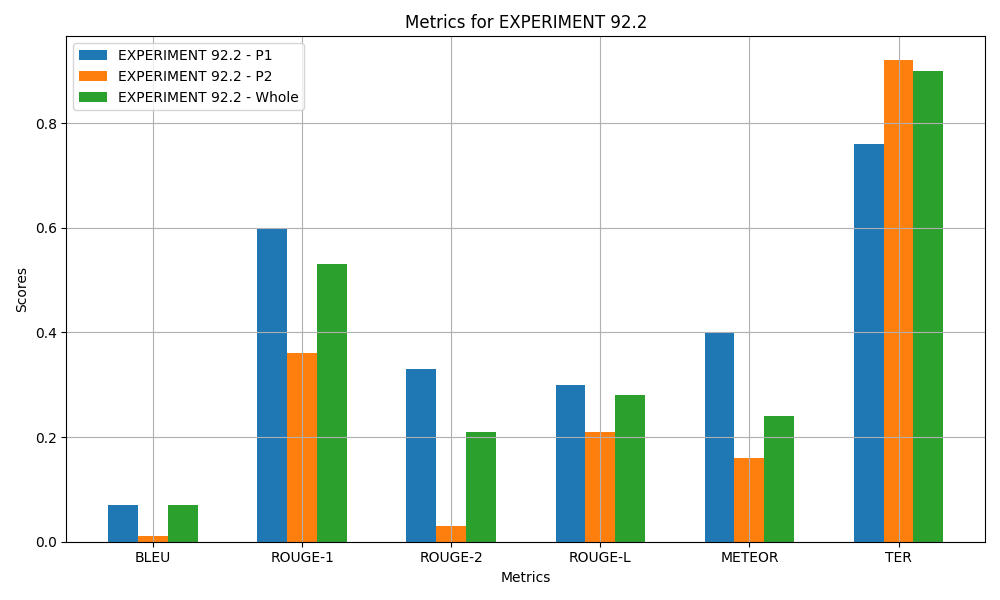 Metrics for EXPERIMENT 92.2
EXPERIMENT 92.2 - P1
EXPERIMENT 92.2 - P2
EXPERIMENT 92.2 - Whole
Scores
0.8
0.6
0.4
0.2
0.0
BLEU
ROUGE-1
ROUGE-2
ROUGE-L
METEOR
TER
Metrics